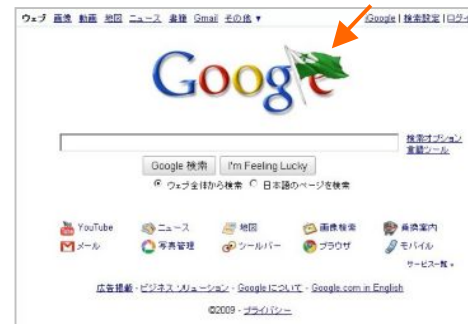 ウェブ 画像 動画 地図 ニュース 書籍 Gmail その他 ▼ iGoogle | 検索設定 | ログイ
Google
検索オプション
言語ツール
Google 検索 I'm Feeling Lucky
ウェブ全体から検索 日本語のページを検索
YouTube ニュース 地図 画像検索 乗換案内
メール 写真管理 ツールバー ブラウザ モバイル
サービス一覧 »
広告掲載 - ビジネス ソリューション - Google について - Google.com in English
©2009 - プライバシー